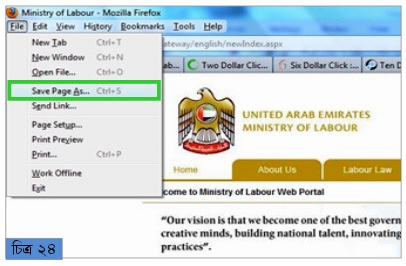 Ministry of Labour - Mozilla Firefox
File Edit View History Bookmarks Tools Help
New Tab Ctrl+T
New Window Ctrl+N
Open File... Ctrl+O
Save Page As... Ctrl+S
Send Link...
Page Setup...
Print Preview
Print... Ctrl+P
Work Offline
Exit
ateway/english/newIndex.aspx
ab... Two Dollar Clic... Six Dollar Click :... Ten D
UNITED ARAB EMIRATES
MINISTRY OF LABOUR
Home About Us Labour Law
come to Ministry of Labour Web Portal
"Our vision is that we become one of the best govern
creative minds, building national talent, innovating
practices".
চিত্র ২৪